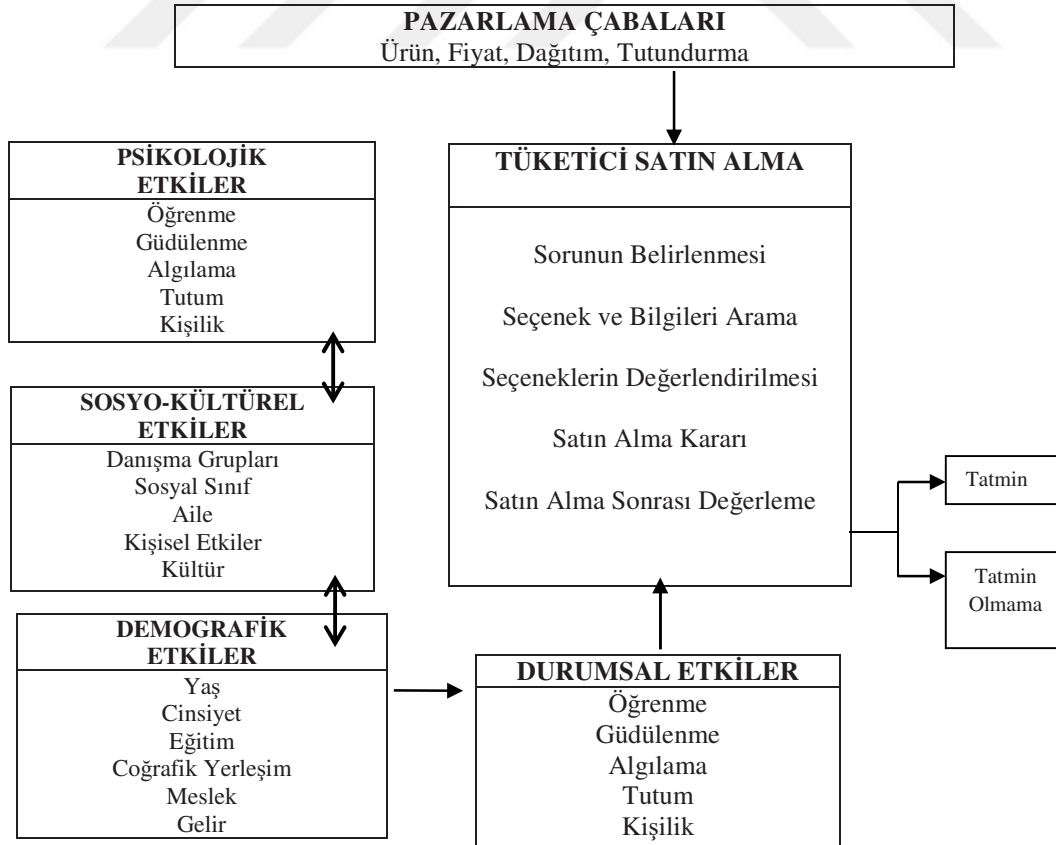 PAZARLAMA ÇABALARI
Ürün, Fiyat, Dağıtım, Tutundurma
PSİKOLOJİK
ETKİLER
Öğrenme
Güdülenme
Algılama
Tutum
Kişilik
SOSYO-KÜLTÜREL
ETKİLER
Danışma Grupları
Sosyal Sınıf
Aile
Kişisel Etkiler
Kültür
DEMOGRAFİK
ETKİLER
Yaş
Cinsiyet
Eğitim
Coğrafik Yerleşim
Meslek
Gelir
TÜKETİCİ SATIN ALMA
Sorunun Belirlenmesi
Seçenek ve Bilgileri Arama
Seçeneklerin Değerlendirilmesi
Satın Alma Kararı
Satın Alma Sonrası Değerleme
DURUMSAL ETKİLER
Öğrenme
Güdülenme
Algılama
Tutum
Kişilik
Tatmin
Tatmin
Olmama